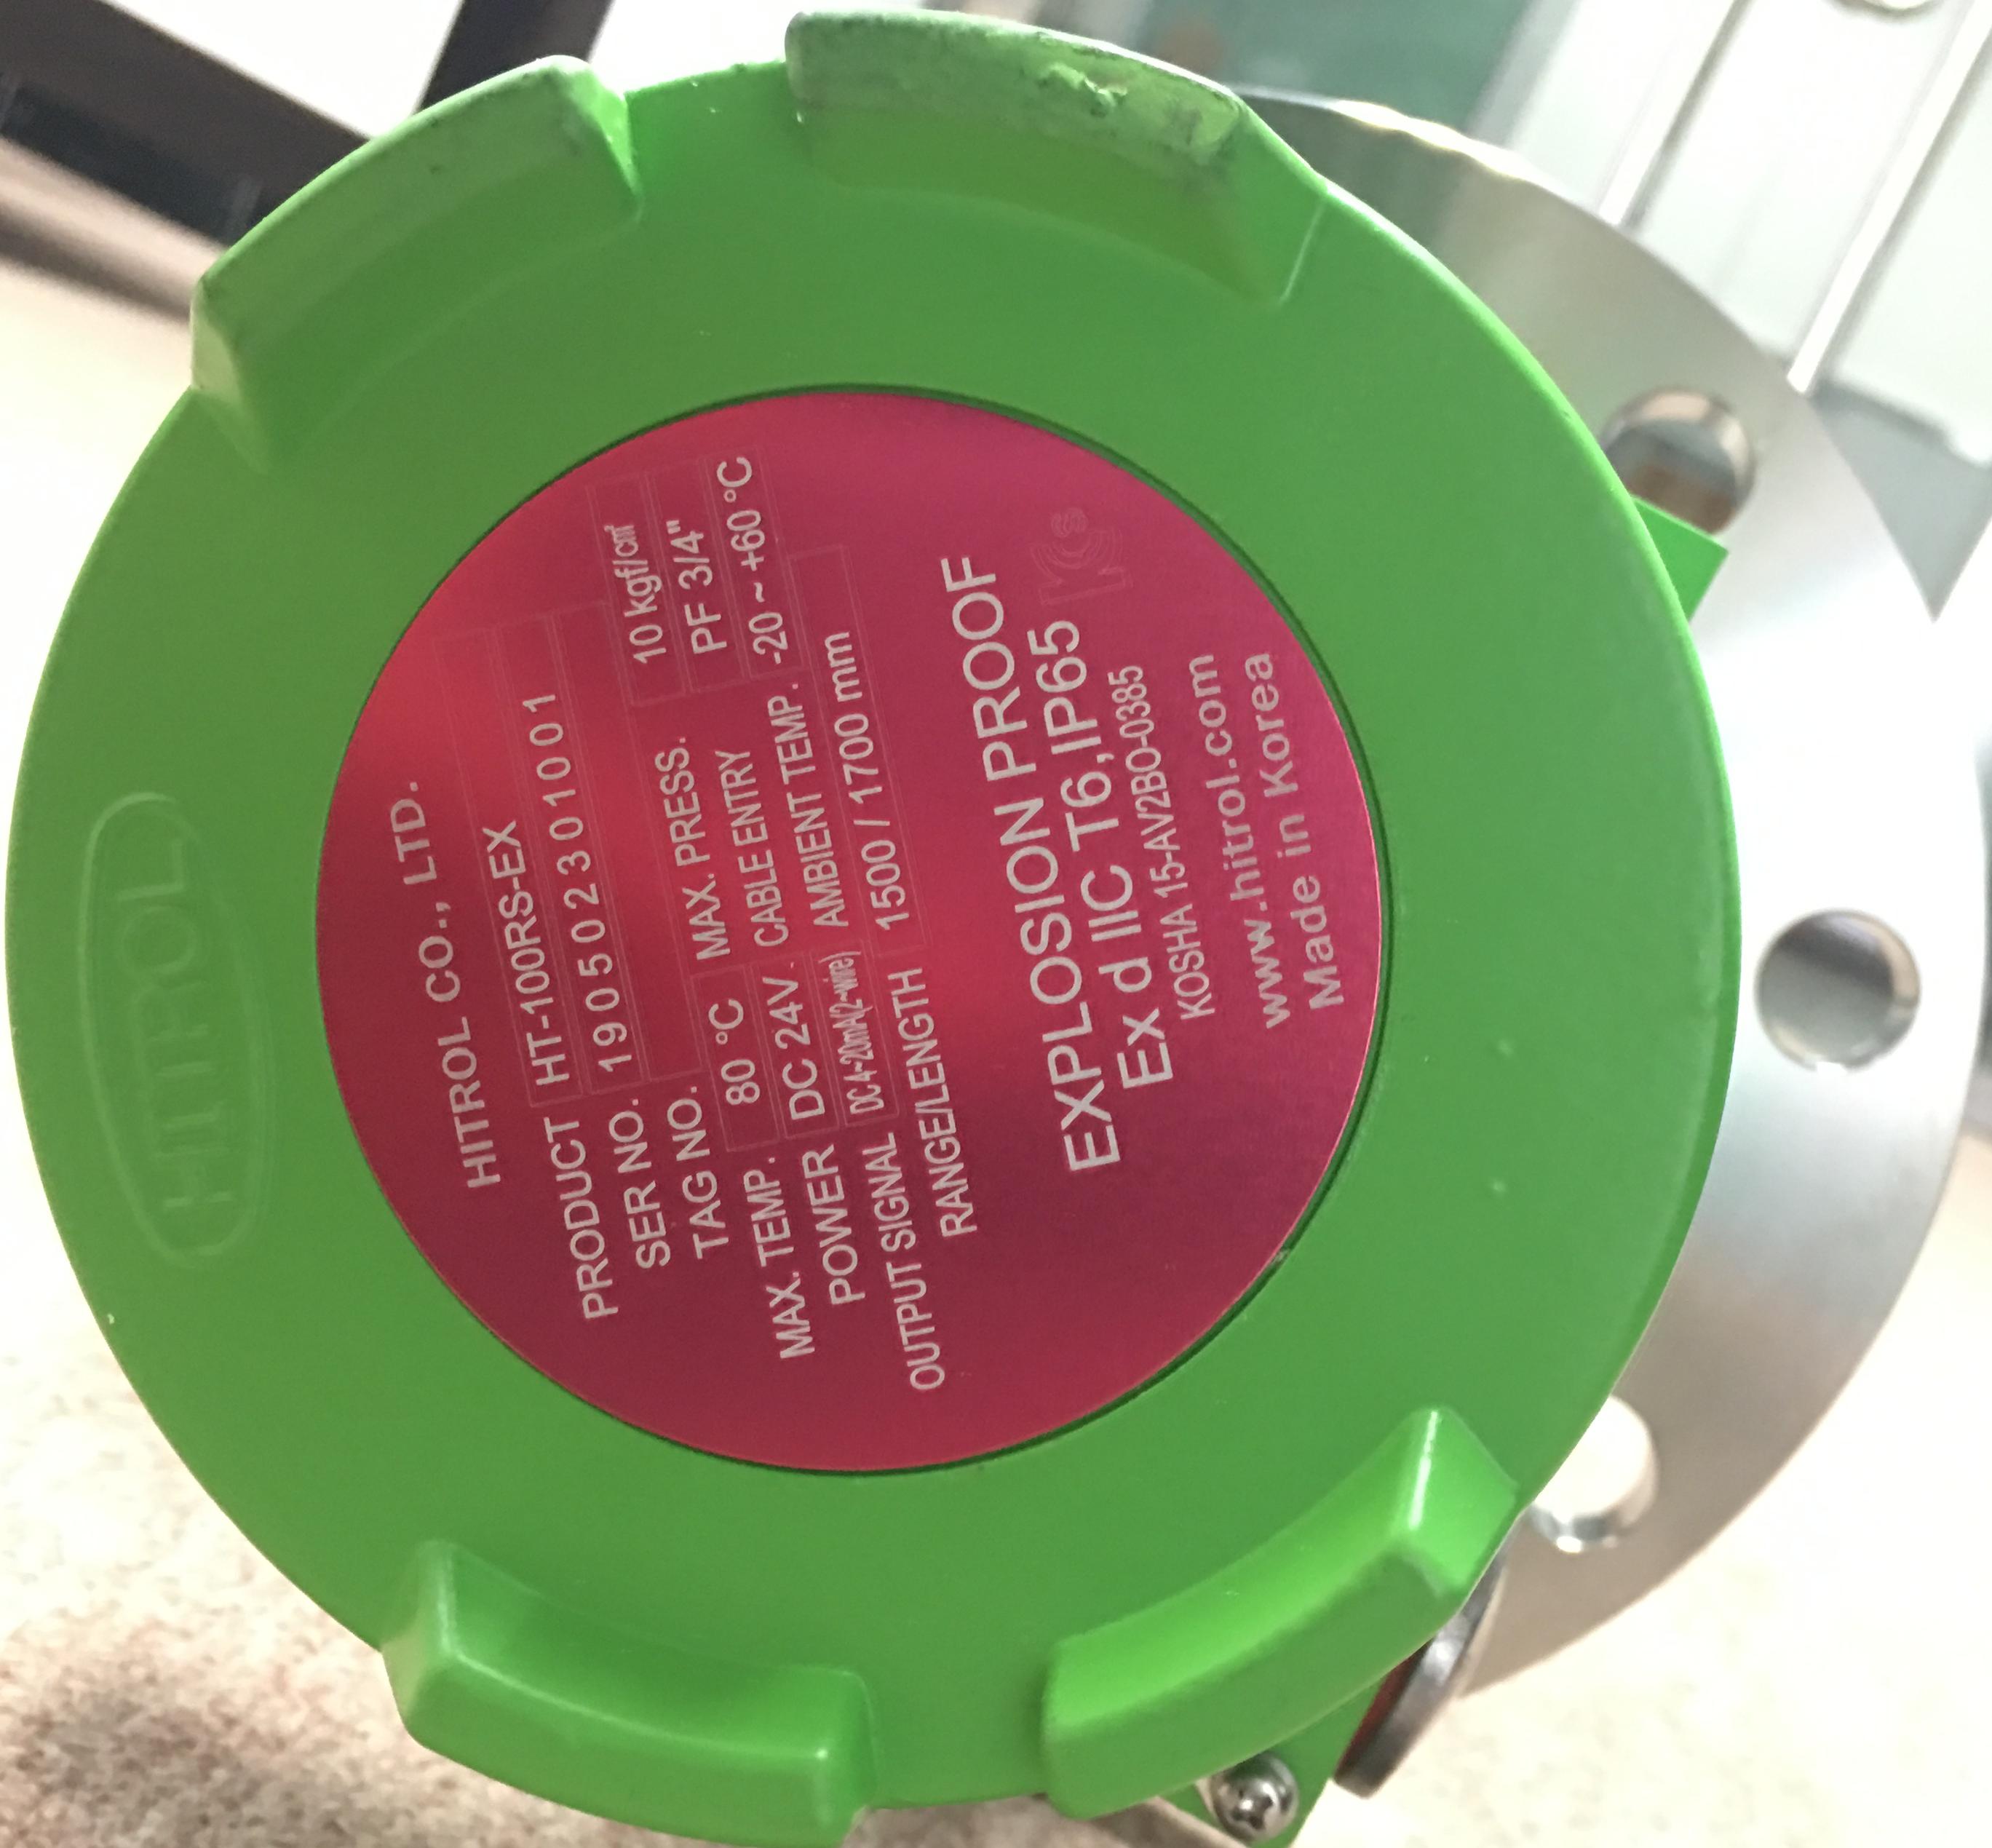 HITROL
HITROL CO., LTD.
PRODUCT HT-100RS-EX
SER NO. 190502301001
TAG NO.
MAX. TEMP. 80 °C MAX. PRESS. 10 kgf/cm²
POWER DC 24V CABLE ENTRY PF 3/4"
OUTPUT SIGNAL DC4~20mA(2-wire) AMBIENT TEMP. -20 ~ +60 °C
RANGE/LENGTH 1500 / 1700 mm
EXPLOSION PROOF
Ex d IIC T6, IP65
KOSHA 15-AV2BO-0385
www.hitrol.com
Made in Korea